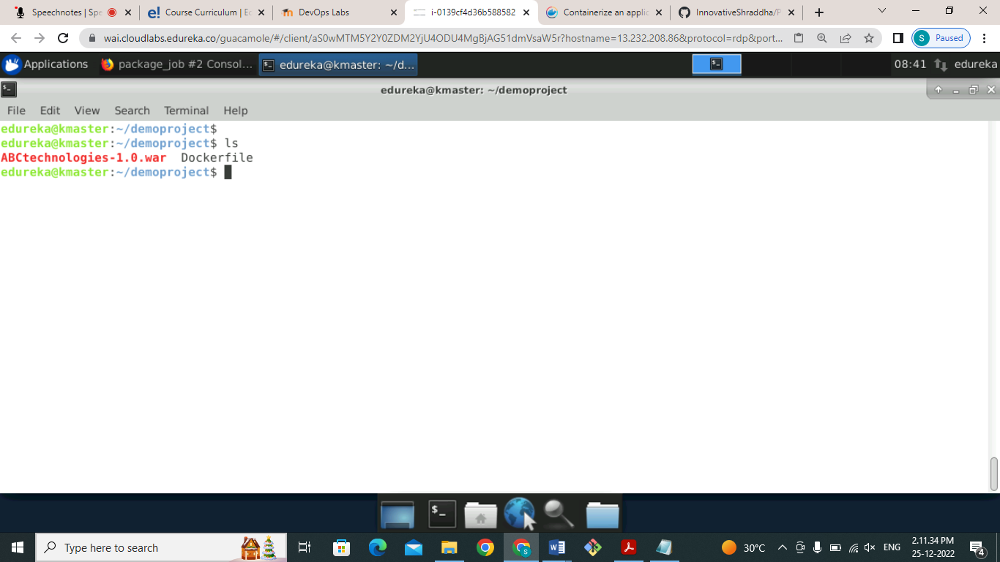 Speechnotes | Spe
Course Curriculum | Ec
DevOps Labs
i-0139cf4d36b588582
Containerize an applic
InnovativeShraddha/P
wai.cloudlabs.edureka.co/guacamole/#/client/aS0wMTM5Y2Y0ZDM2YjU4ODU4MgBjAG51dmVsaW5r?hostname=13.232.208.86&protocol=rdp&port...
S
Paused
Applications
package_job #2 Consol...
edureka@kmaster: ~/d...
08:41
edureka
edureka@kmaster: ~/demoproject
File Edit View Search Terminal Help
edureka@kmaster:~/demoproject$
edureka@kmaster:~/demoproject$ ls
ABCtechnologies-1.0.war Dockerfile
edureka@kmaster:~/demoproject$
Type here to search
30°C
ENG
2.11.34 PM
25-12-2022
4